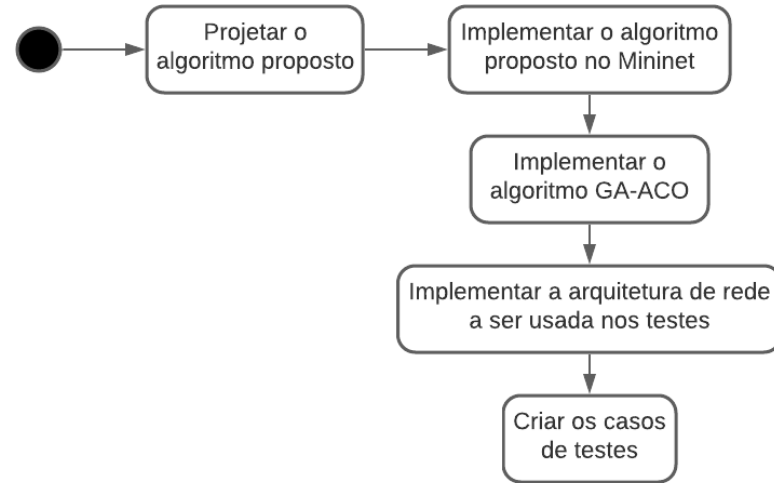 Projetar o
algoritmo proposto
Implementar o algoritmo
proposto no Mininet
Implementar o
algoritmo GA-ACO
Implementar a arquitetura de rede
a ser usada nos testes
Criar os casos
de testes